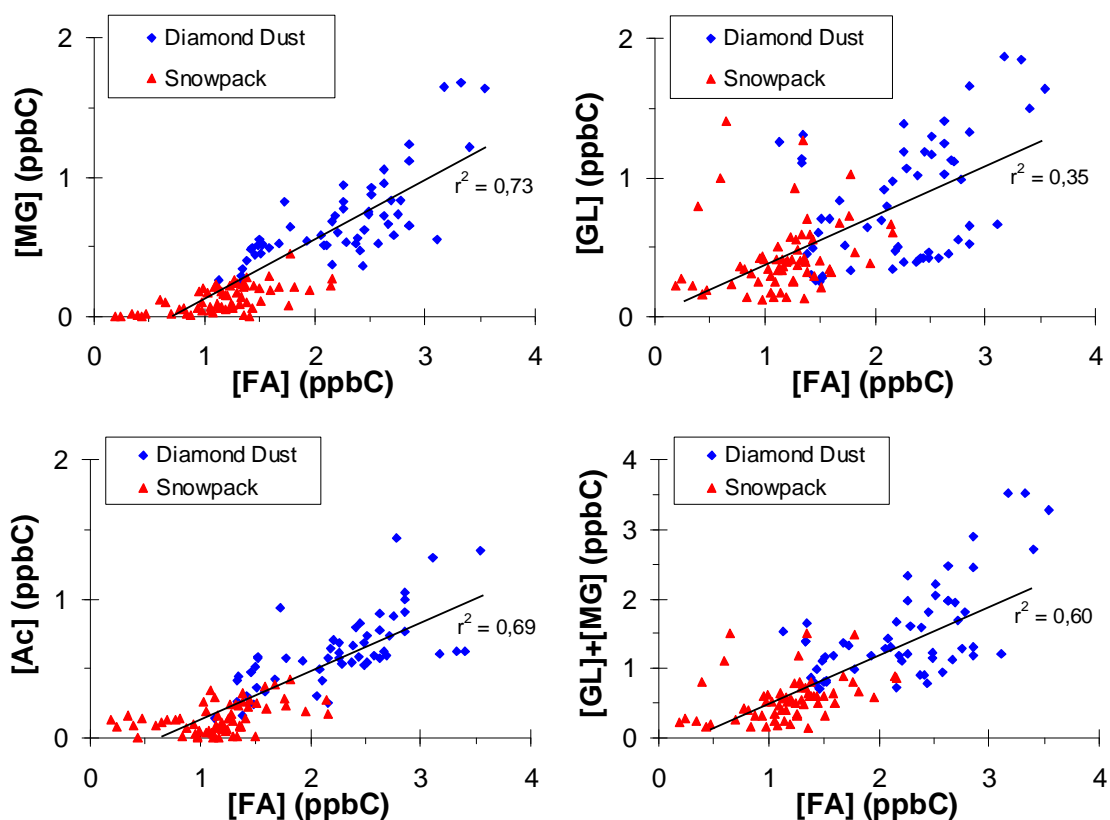 Diamond Dust
Snowpack
[MG] (ppbC)
2
1
0
r² = 0,73
0 1 2 3 4
[FA] (ppbC)
Diamond Dust
Snowpack
[GL] (ppbC)
2
1
0
r² = 0,35
0 1 2 3 4
[FA] (ppbC)
Diamond Dust
Snowpack
[Ac] (ppbC)
2
1
0
r² = 0,69
0 1 2 3 4
[FA] (ppbC)
Diamond Dust
Snowpack
[GL]+[MG] (ppbC)
4
3
2
1
0
r² = 0,60
0 1 2 3 4
[FA] (ppbC)